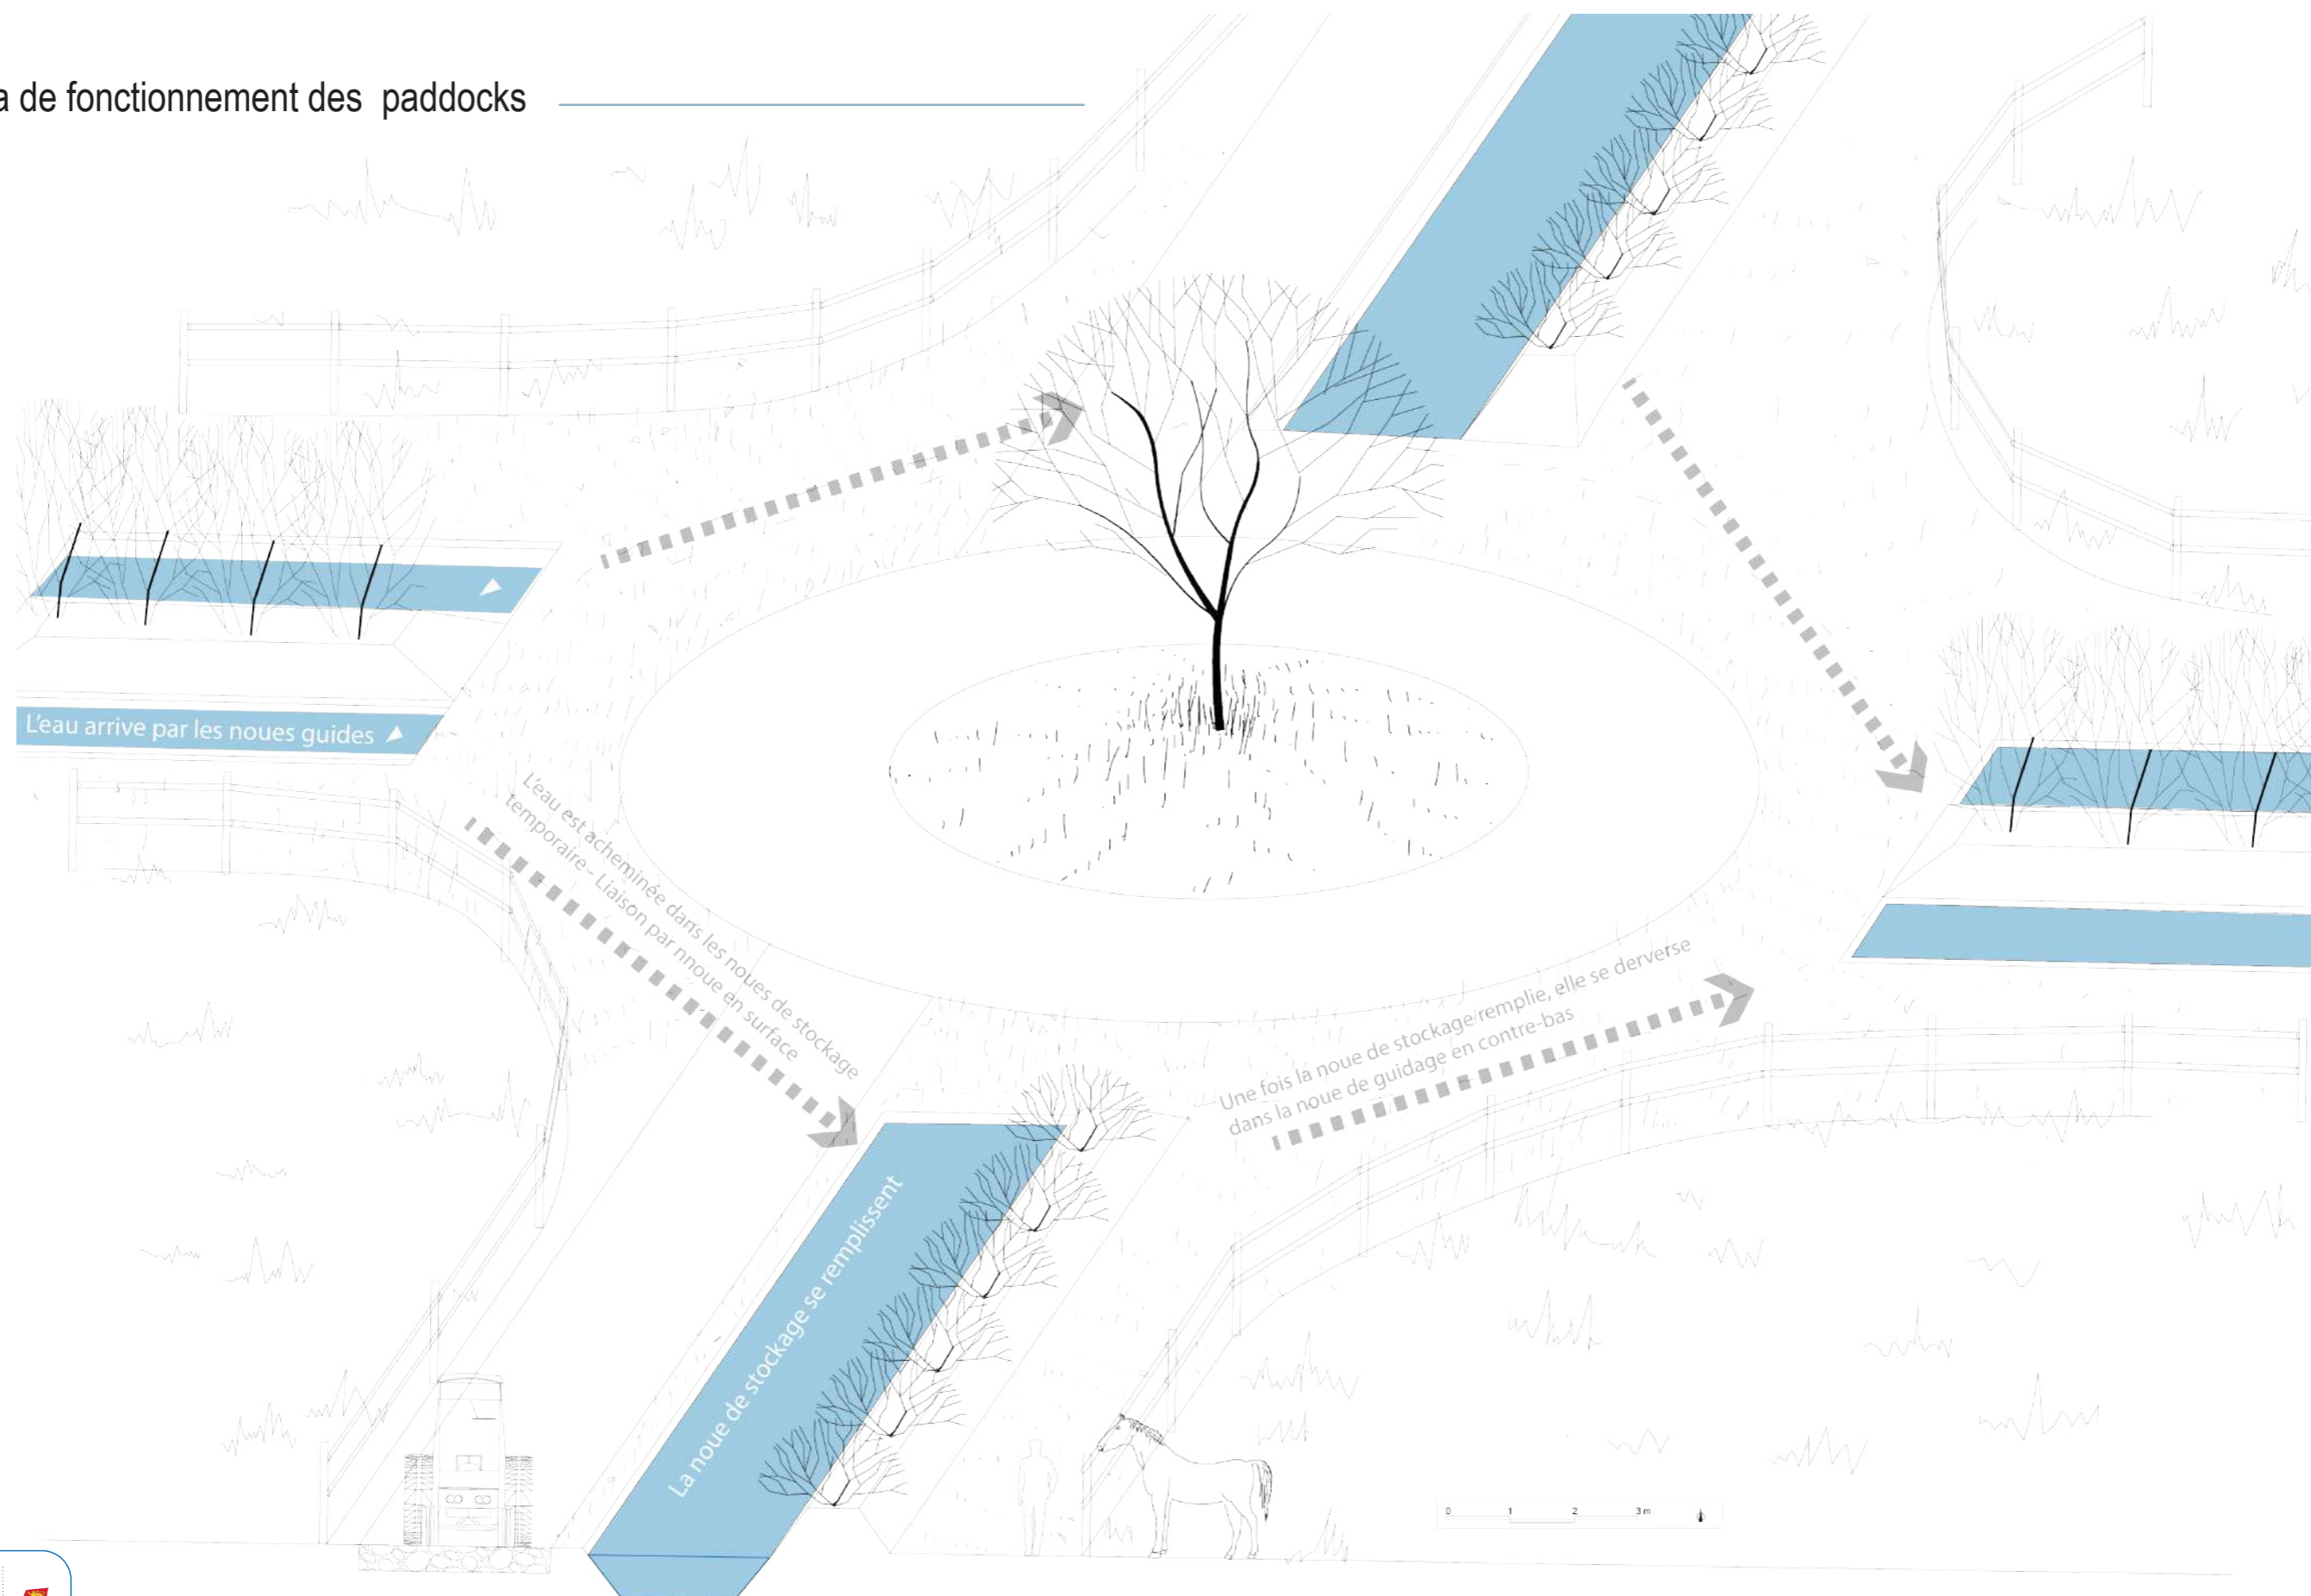 a de fonctionnement des paddocks
L'eau arrive par les noues guides
L'eau est acheminée dans les noues de stockage
temporaire - Liaison par nnoue en surface
Une fois la noue de stockage remplie, elle se derverse
dans la noue de guidage en contre-bas
La noue de stockage se remplissent
0 1 2 3 m